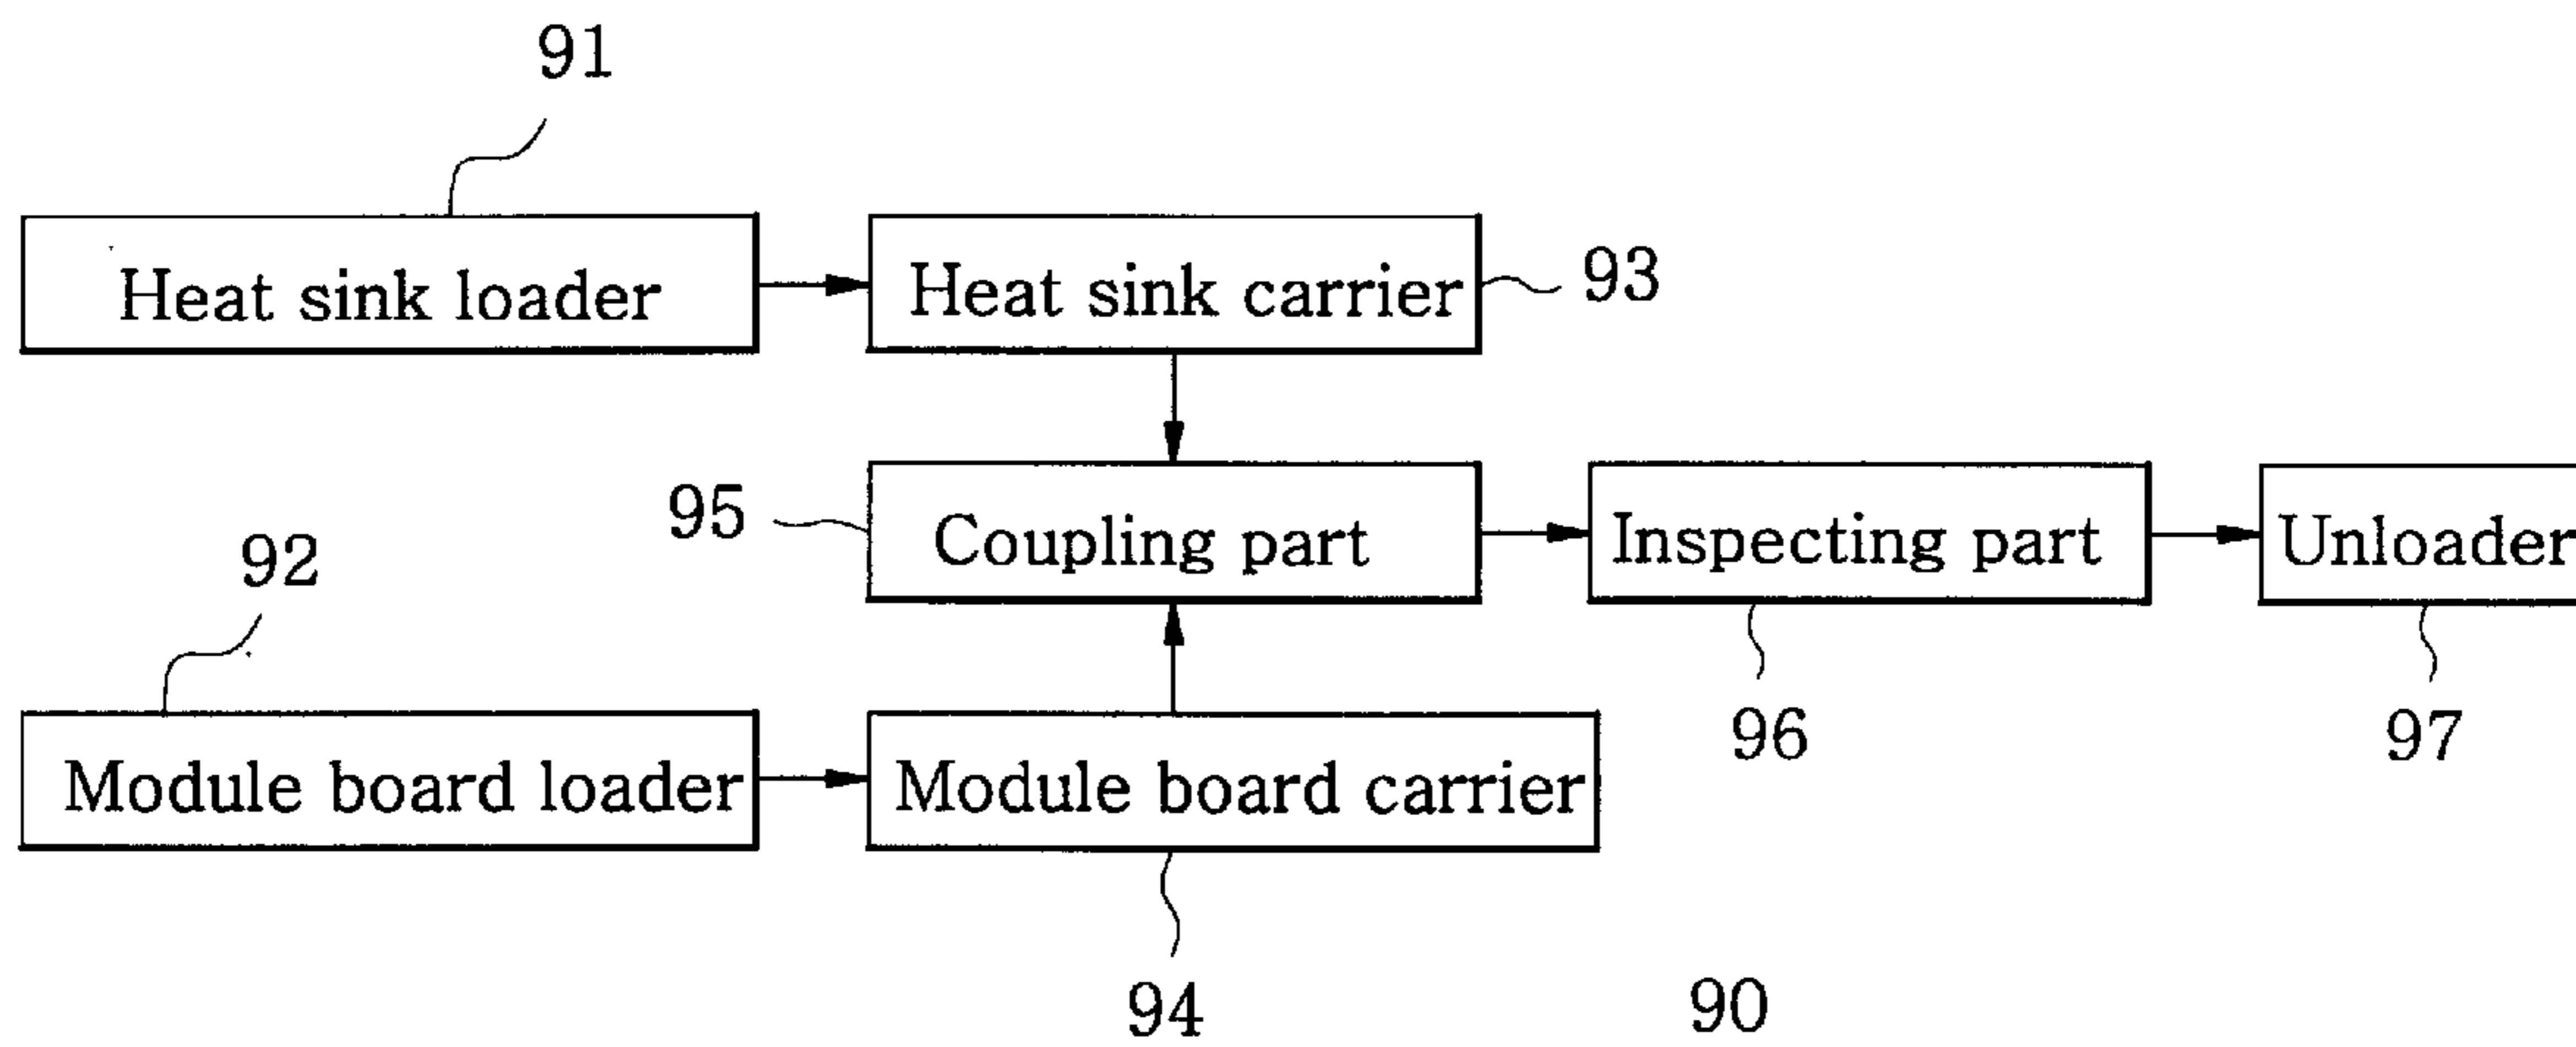 91
Heat sink loader
Heat sink carrier
93
95
Coupling part
Inspecting part
Unloader
92
96
97
Module board loader
Module board carrier
94
90